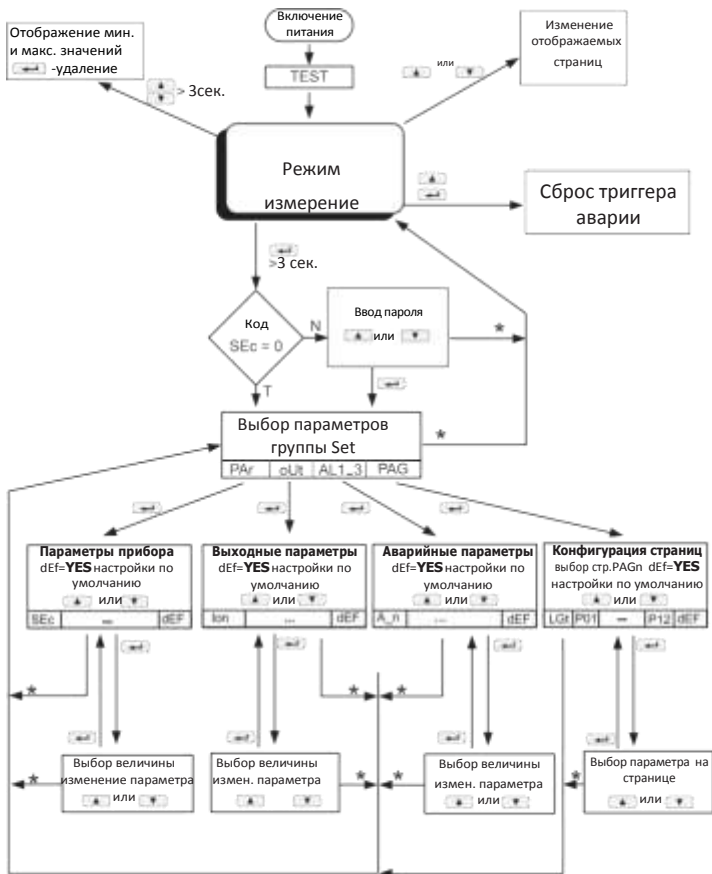 Включение
питания
TEST
Отображение мин.
и макс. значений
-удаление
> 3сек.
или
Изменение
отображаемых
страниц
Режим
измерение
Сброс триггера
аварии
>3 сек.
Код
SEc = 0
N
T
Ввод пароля
или
*
Выбор параметров
группы Set
*
PAr oUt AL1_3 PAG
Параметры прибора
dEf=YES настройки по
умолчанию
или
SEc ... dEF
Выходные параметры
dEf=YES настройки по
умолчанию
или
Ion ... dEF
Аварийные параметры
dEf=YES настройки по
умолчанию
или
A_n ... dEF
Конфигурация страниц
выбор стр.PAGn dEf=YES
настройки по умолчанию
или
LGt P01 – P12 dEF
* * * *
Выбор величины
изменение параметра
или
*
Выбор величины
измен. параметра
*
Выбор величины
измен. параметра
или
*
Выбор параметра на
странице
или
*